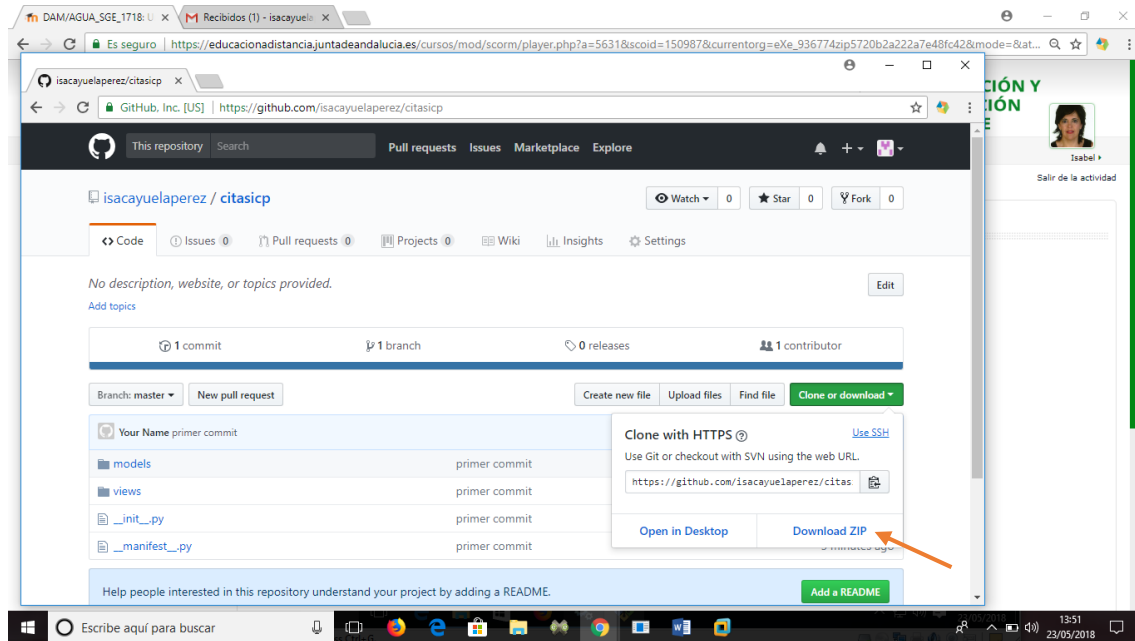 DAM/AGUA_SGE_1718: U
Recibidos (1) - isacayuela
Es seguro | https://educacionadistancia.juntadeandalucia.es/cursos/mod/scorm/player.php?a=5631&scoid=150987&currentorg=eXe_936774zip5720b2a222a7e48fc42&mode=&at...
isacayuelaperez/citasicp
GitHub, Inc. [US] | https://github.com/isacayuelaperez/citasicp
CIÓN Y
IÓN
E
Isabel
Salir de la actividad
This repository Search Pull requests Issues Marketplace Explore
isacayuelaperez / citasicp
Watch 0 Star 0 Fork 0
Code Issues 0 Pull requests 0 Projects 0 Wiki Insights Settings
No description, website, or topics provided. Edit
Add topics
1 commit 1 branch 0 releases 1 contributor
Branch: master New pull request Create new file Upload files Find file Clone or download
Your Name primer commit
models primer commit
views primer commit
__init__.py primer commit
__manifest__.py primer commit
Clone with HTTPS Use SSH
Use Git or checkout with SVN using the web URL.
https://github.com/isacayuelaperez/citas
Open in Desktop Download ZIP
minutes ago
Help people interested in this repository understand your project by adding a README. Add a README
Escribe aquí para buscar
13:51
23/05/2018